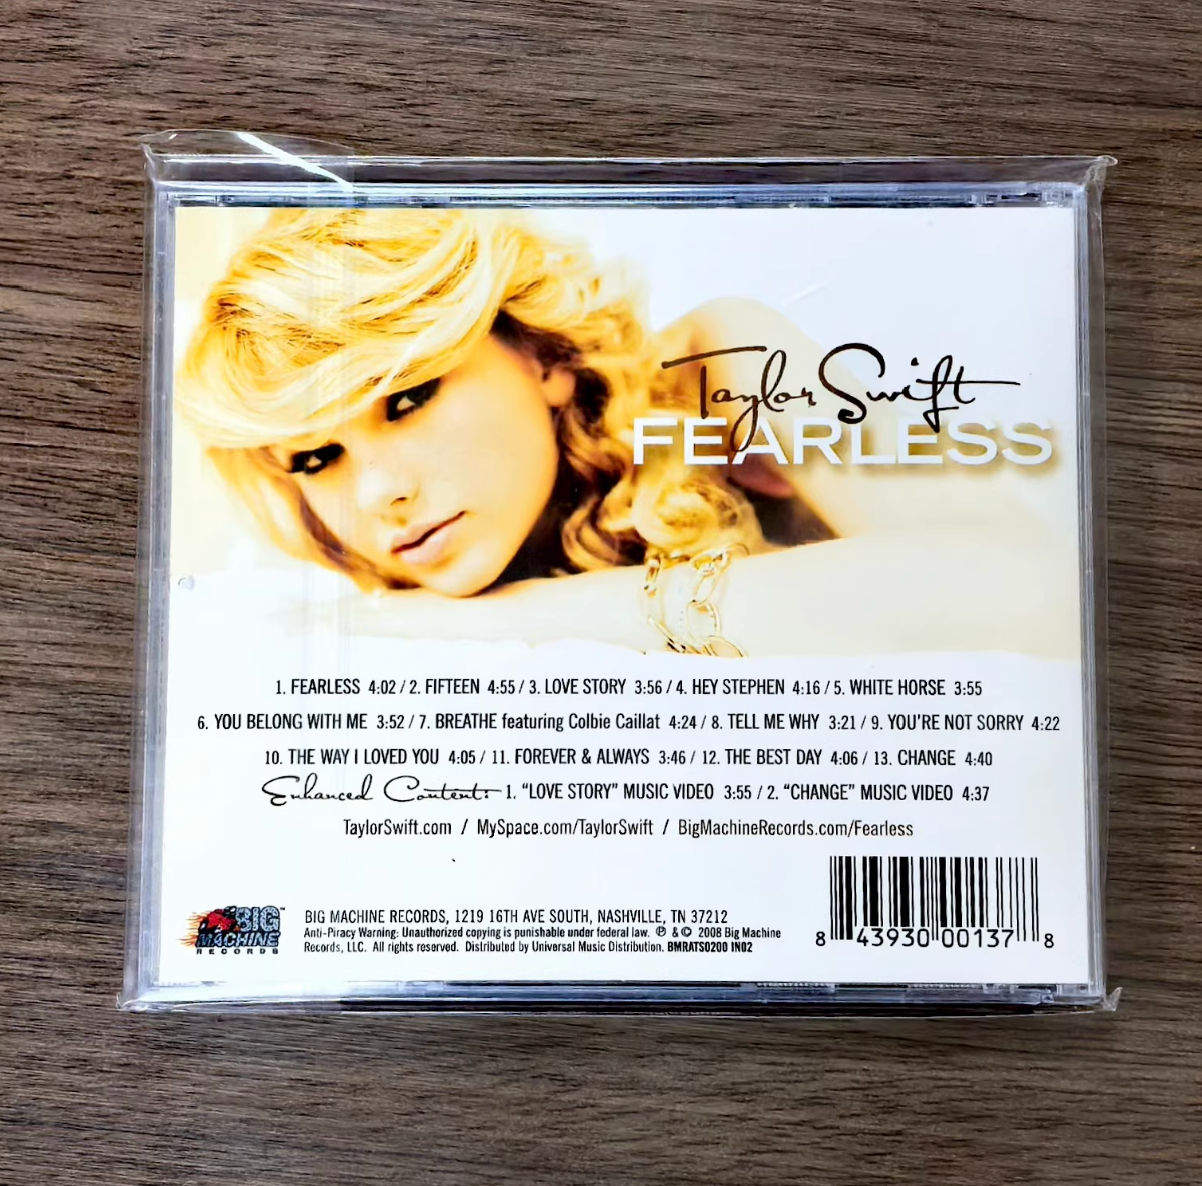 Taylor Swift
FEARLESS
1. FEARLESS 4:02 / 2. FIFTEEN 4:55 / 3. LOVE STORY 3:56 / 4. HEY STEPHEN 4:16 / 5. WHITE HORSE 3:55
6. YOU BELONG WITH ME 3:52 / 7. BREATHE featuring Colbie Caillat 4:24 / 8. TELL ME WHY 3:21 / 9. YOU'RE NOT SORRY 4:22
10. THE WAY I LOVED YOU 4:05 / 11. FOREVER & ALWAYS 3:46 / 12. THE BEST DAY 4:06 / 13. CHANGE 4:40
Enhanced Content: 1. “LOVE STORY” MUSIC VIDEO 3:55 / 2. “CHANGE” MUSIC VIDEO 4:37
TaylorSwift.com / MySpace.com/TaylorSwift / BigMachineRecords.com/Fearless
BIG MACHINE RECORDS, 1219 16TH AVE SOUTH, NASHVILLE, TN 37212
Anti-Piracy Warning: Unauthorized copying is punishable under federal law. ℗ & © 2008 Big Machine
Records, LLC. All rights reserved. Distributed by Universal Music Distribution. BMRATS0200 IN02
BIG™
MACHINE
RECORDS
8 43930 00137 8